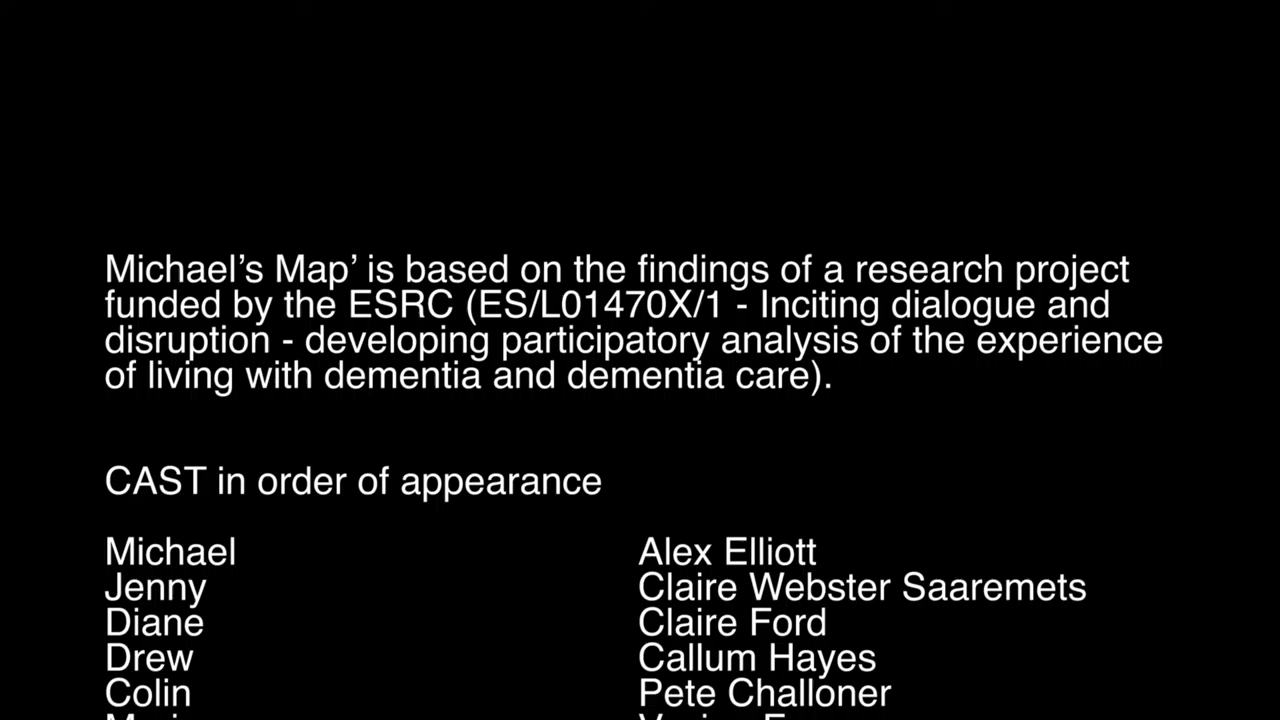 Michael’s Map’ is based on the findings of a research project
funded by the ESRC (ES/L01470X/1 - Inciting dialogue and
disruption - developing participatory analysis of the experience
of living with dementia and dementia care).
CAST in order of appearance
Michael Alex Elliott
Jenny Claire Webster Saaremets
Diane Claire Ford
Drew Callum Hayes
Colin Pete Challoner